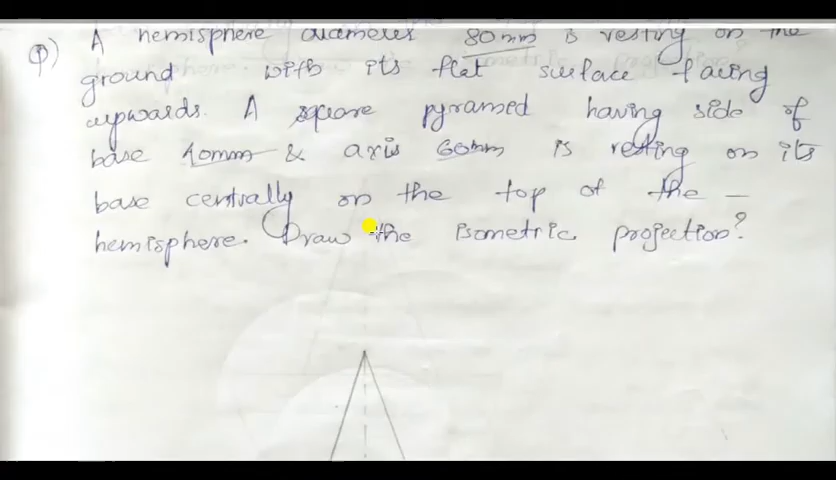 Q) A hemisphere diameter 80mm is resting on the
ground with its flat surface facing
upwards. A square pyramed having side of
base 40mm & axis 60mm is resting on its
base centrally on the top of the —
hemisphere. Draw the isometric projection?